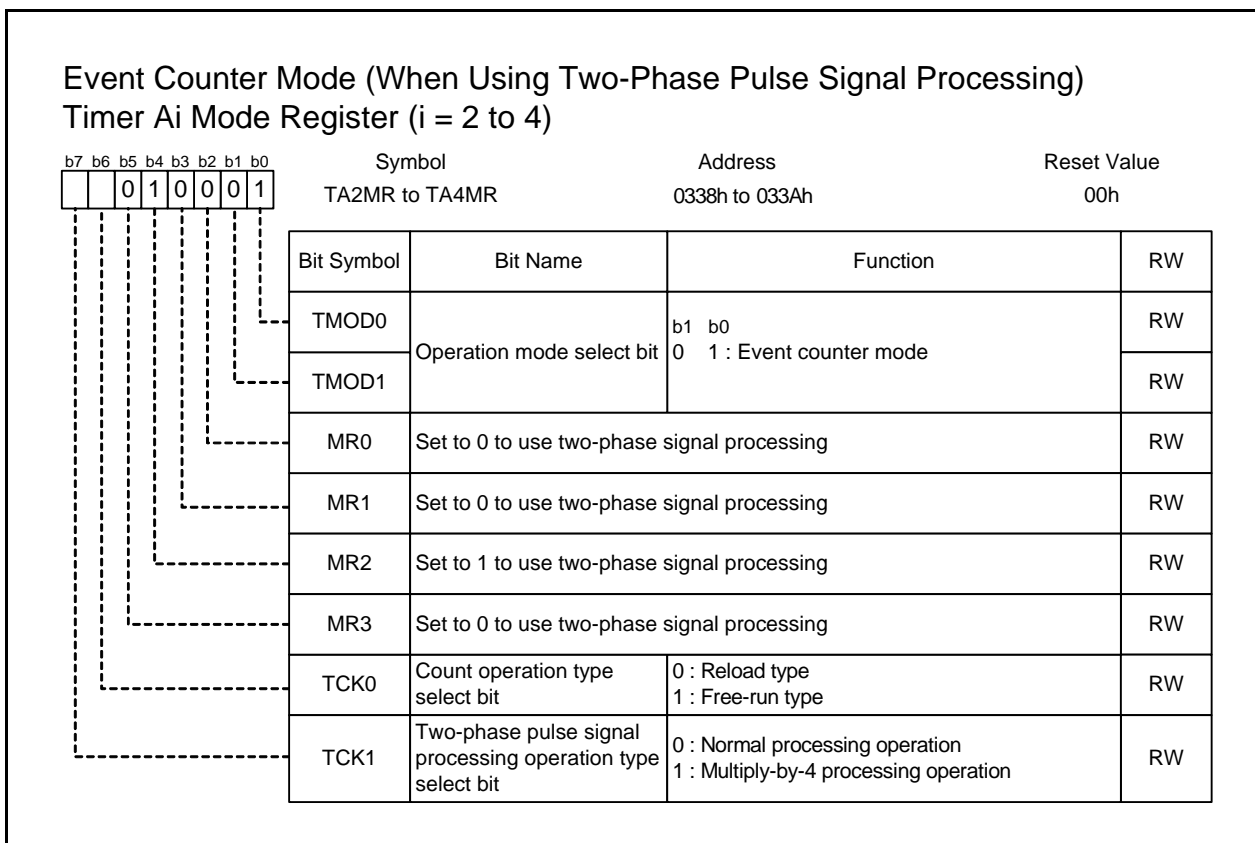 Event Counter Mode (When Using Two-Phase Pulse Signal Processing)
Timer Ai Mode Register (i = 2 to 4)
b7 b6 b5 b4 b3 b2 b1 b0 Symbol Address Reset Value
0 1 0 0 0 1 TA2MR to TA4MR 0338h to 033Ah 00h
Bit Symbol Bit Name Function RW
TMOD0 RW
Operation mode select bit
b1 b0
0 1 : Event counter mode
TMOD1 RW
MR0 Set to 0 to use two-phase signal processing RW
MR1 Set to 0 to use two-phase signal processing RW
MR2 Set to 1 to use two-phase signal processing RW
MR3 Set to 0 to use two-phase signal processing RW
TCK0
Count operation type
select bit
0 : Reload type
1 : Free-run type
RW
TCK1
Two-phase pulse signal
processing operation type
select bit
0 : Normal processing operation
1 : Multiply-by-4 processing operation
RW